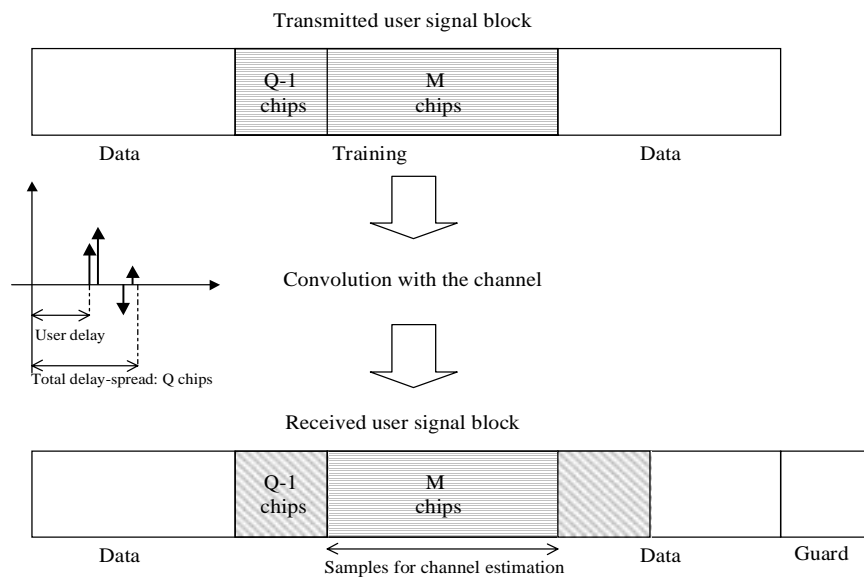 Transmitted user signal block
Q-1
chips
M
chips
Data
Training
Data
Convolution with the channel
User delay
Total delay-spread: Q chips
Received user signal block
Q-1
chips
M
chips
Data
Samples for channel estimation
Data
Guard